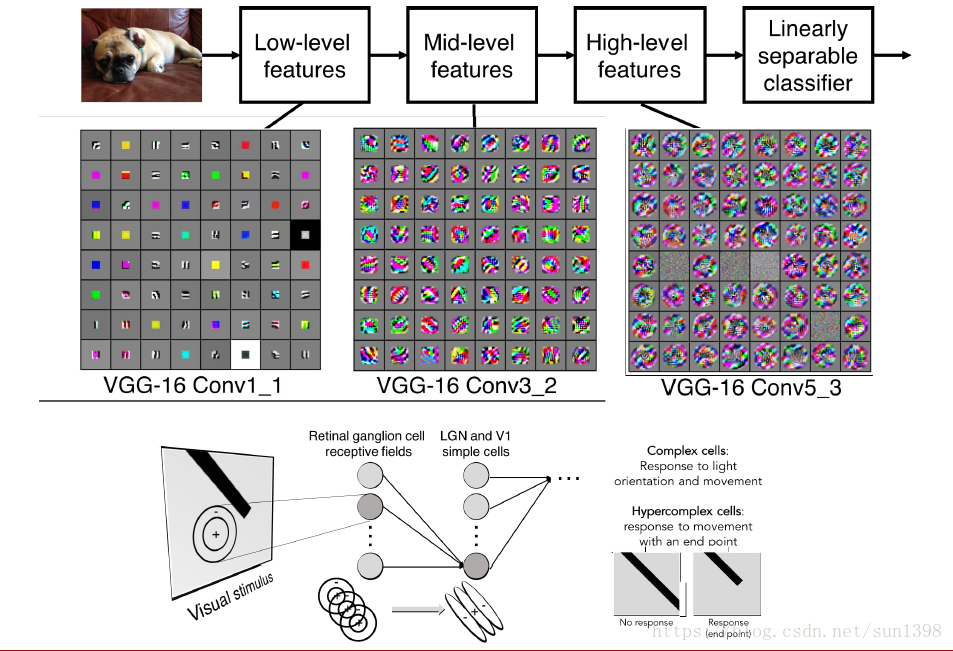 Low-level
features
Mid-level
features
High-level
features
Linearly
separable
classifier
VGG-16 Conv1_1
VGG-16 Conv3_2
VGG-16 Conv5_3
Retinal ganglion cell
receptive fields
LGN and V1
simple cells
Complex cells:
Response to light
orientation and movement
Hypercomplex cells:
response to movement
with an end point
Visual stimulus
-
+
-
+
-
+
-
No response
Response
(end point)
https://blog.csdn.net/sun1398